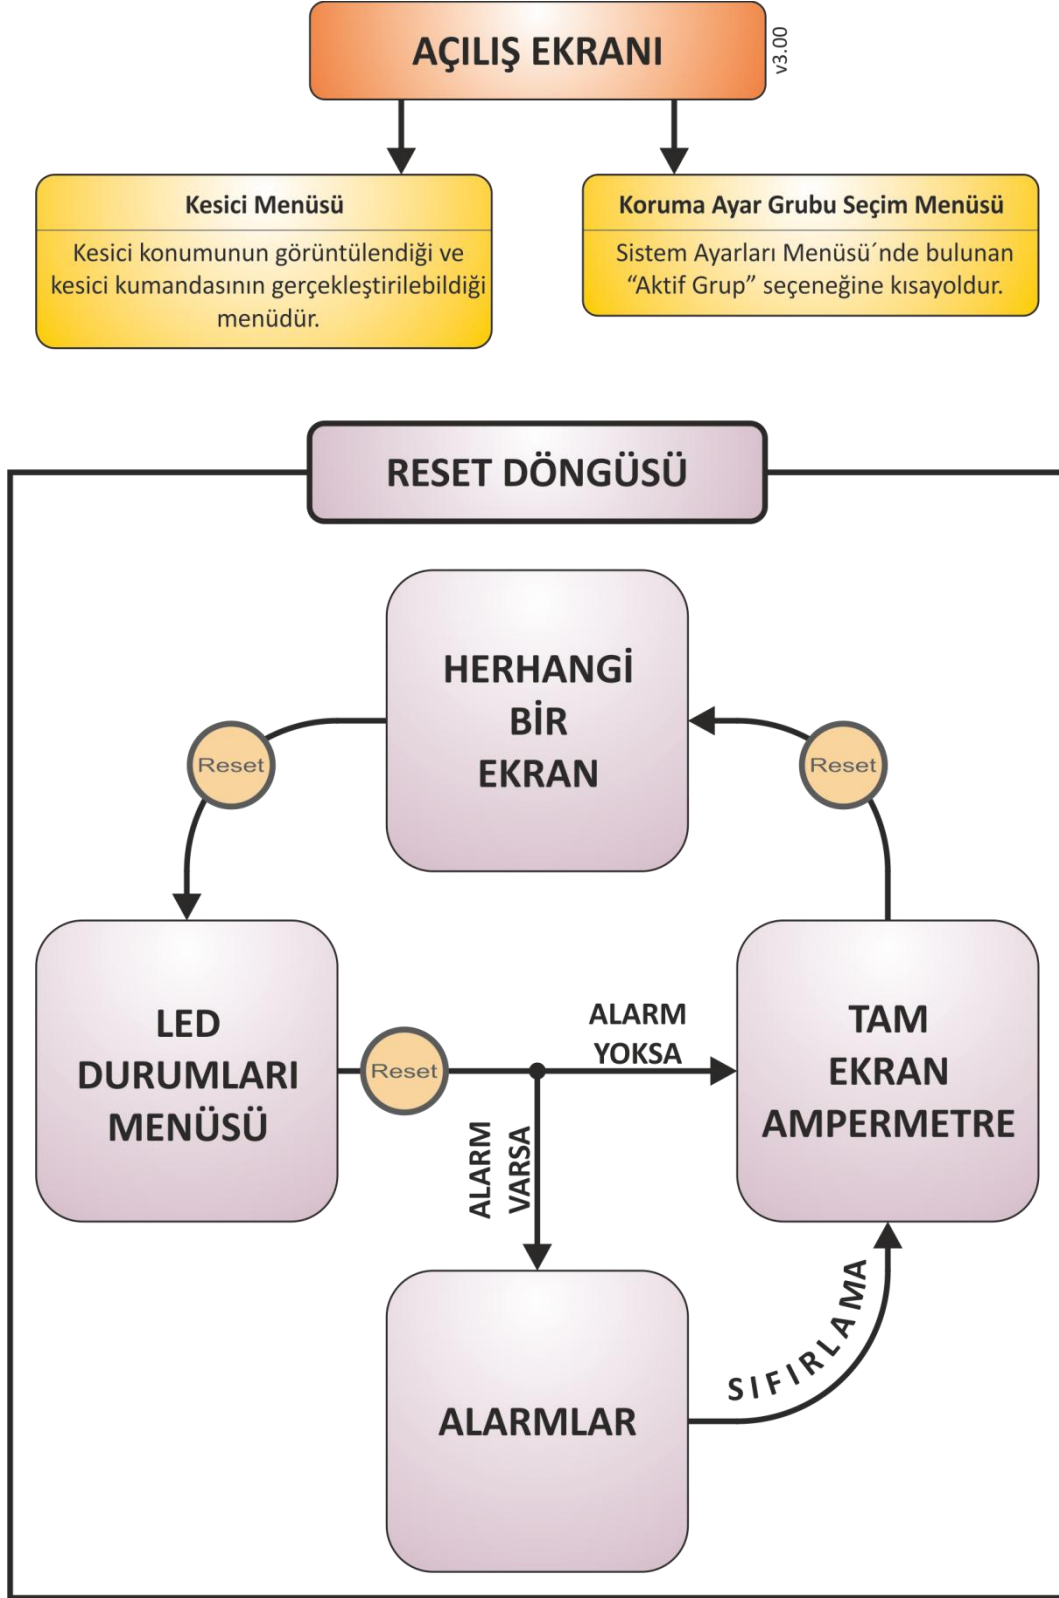 AÇILIŞ EKRANI
v3.00
Kesici Menüsü
Kesici konumunun görüntülendiği ve
kesici kumandasının gerçekleştirilebildiği
menüdür.
Koruma Ayar Grubu Seçim Menüsü
Sistem Ayarları Menüsü´nde bulunan
“Aktif Grup” seçeneğine kısayoldur.
RESET DÖNGÜSÜ
HERHANGİ
BİR
EKRAN
Reset
Reset
LED
DURUMLARI
MENÜSÜ
Reset
ALARM
YOKSA
ALARM
VARSA
TAM
EKRAN
AMPERMETRE
ALARMLAR
SIFIRLAMA